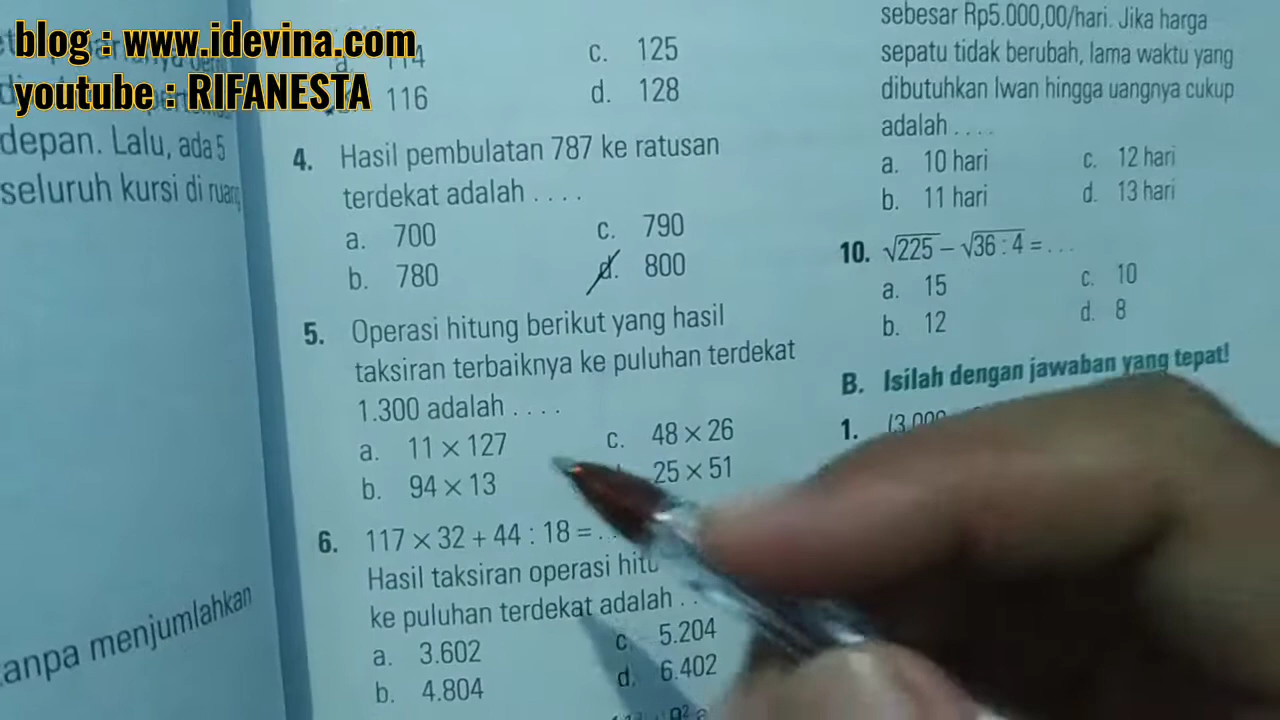 blog : www.idevina.com
youtube : RIFANESTA
depan. Lalu, ada 5
seluruh kursi di ruang
anpa menjumlahkan
a. 114
c. 125
116
d. 128
4. Hasil pembulatan 787 ke ratusan
terdekat adalah . . . .
a. 700
c. 790
b. 780
d. 800
5. Operasi hitung berikut yang hasil
taksiran terbaiknya ke puluhan terdekat
1.300 adalah . . . .
a. 11 × 127
c. 48 × 26
b. 94 × 13
25 × 51
6. 117 × 32 + 44 : 18 = . .
Hasil taksiran operasi hitu
ke puluhan terdekat adalah . .
a. 3.602
c. 5.204
b. 4.804
d. 6.402
sebesar Rp5.000,00/hari. Jika harga
sepatu tidak berubah, lama waktu yang
dibutuhkan Iwan hingga uangnya cukup
adalah . . . .
a. 10 hari
c. 12 hari
b. 11 hari
d. 13 hari
10. √225 – √36 : 4 = . . .
a. 15
c. 10
b. 12
d. 8
B. Isilah dengan jawaban yang tepat!
1. (3.000